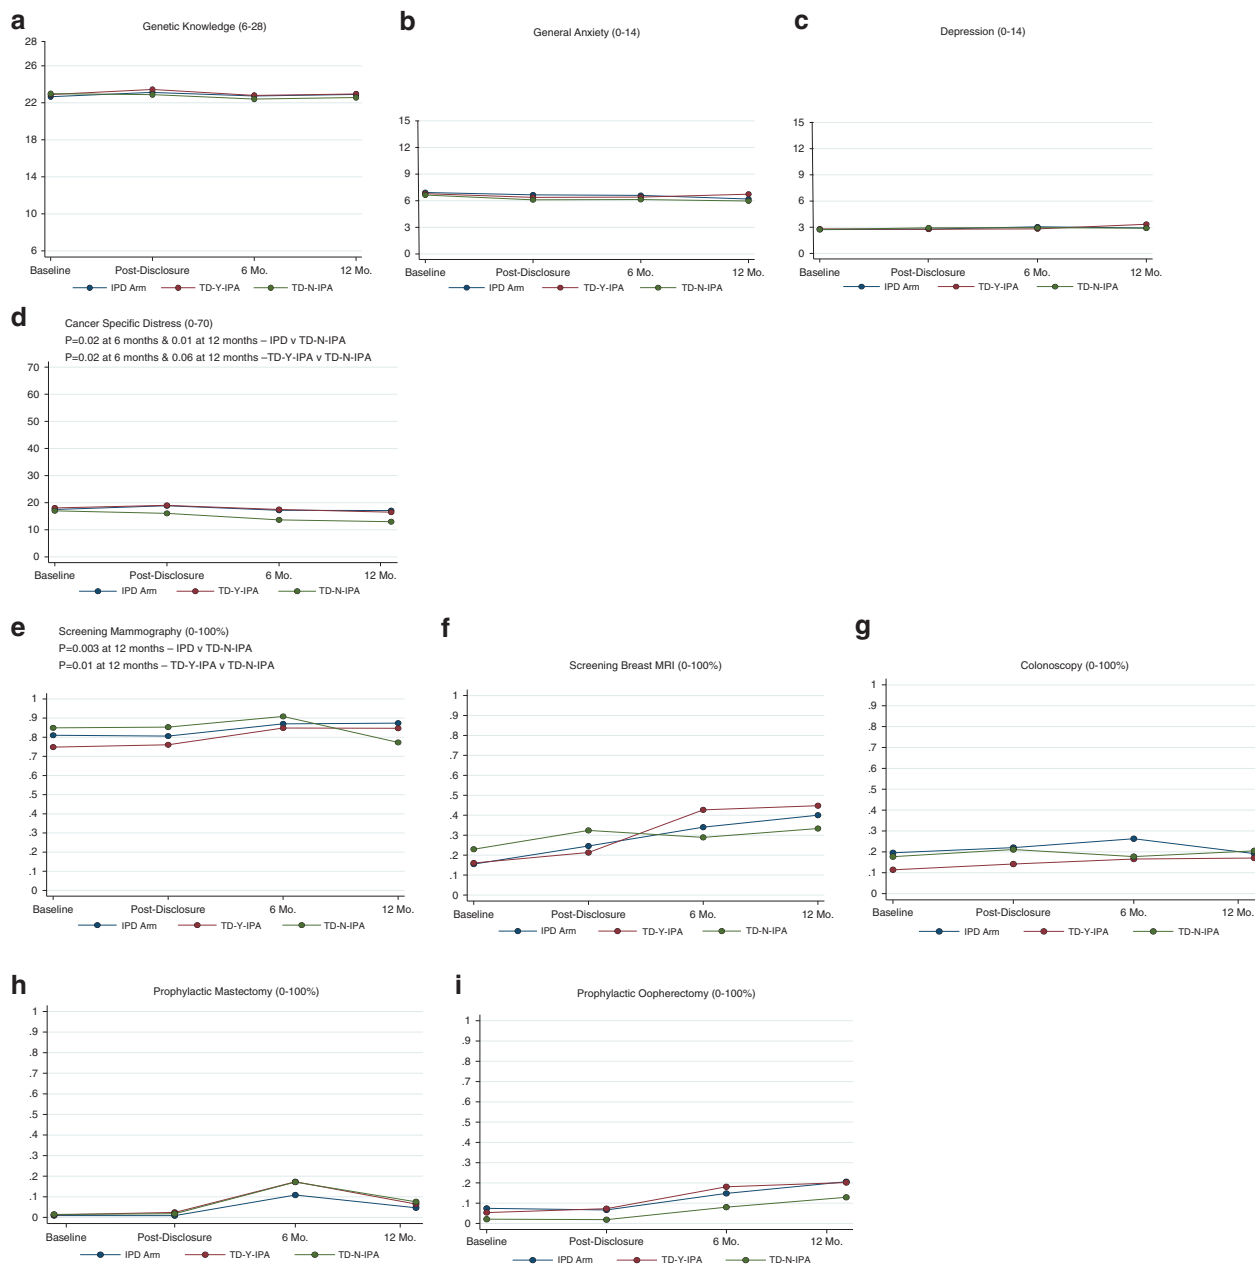 a
Genetic Knowledge (6-28)
28
26
22
18
14
10
6
Baseline Post-Disclosure 6 Mo. 12 Mo.
IPD Arm TD-Y-IPA TD-N-IPA
b
General Anxiety (0-14)
15
12
9
6
3
0
Baseline Post-Disclosure 6 Mo. 12 Mo.
IPD Arm TD-Y-IPA TD-N-IPA
c
Depression (0-14)
15
12
9
6
3
0
Baseline Post-Disclosure 6 Mo. 12 Mo.
IPD Arm TD-Y-IPA TD-N-IPA
d
Cancer Specific Distress (0-70)
P=0.02 at 6 months & 0.01 at 12 months – IPD v TD-N-IPA
P=0.02 at 6 months & 0.06 at 12 months –TD-Y-IPA v TD-N-IPA
70
60
50
40
30
20
10
0
Baseline Post-Disclosure 6 Mo. 12 Mo.
IPD Arm TD-Y-IPA TD-N-IPA
e
Screening Mammography (0-100%)
P=0.003 at 12 months – IPD v TD-N-IPA
P=0.01 at 12 months – TD-Y-IPA v TD-N-IPA
1
.9
.8
.7
.6
.5
.4
.3
.2
.1
0
Baseline Post-Disclosure 6 Mo. 12 Mo.
IPD Arm TD-Y-IPA TD-N-IPA
f
Screening Breast MRI (0-100%)
1
.9
.8
.7
.6
.5
.4
.3
.2
.1
0
Baseline Post-Disclosure 6 Mo. 12 Mo.
IPD Arm TD-Y-IPA TD-N-IPA
g
Colonoscopy (0-100%)
1
.9
.8
.7
.6
.5
.4
.3
.2
.1
0
Baseline Post-Disclosure 6 Mo. 12 Mo.
IPD Arm TD-Y-IPA TD-N-IPA
h
Prophylactic Mastectomy (0-100%)
1
.9
.8
.7
.6
.5
.4
.3
.2
.1
0
Baseline Post-Disclosure 6 Mo. 12 Mo.
IPD Arm TD-Y-IPA TD-N-IPA
i
Prophylactic Oopherectomy (0-100%)
1
.9
.8
.7
.6
.5
.4
.3
.2
.1
0
Baseline Post-Disclosure 6 Mo. 12 Mo.
IPD Arm TD-Y-IPA TD-N-IPA